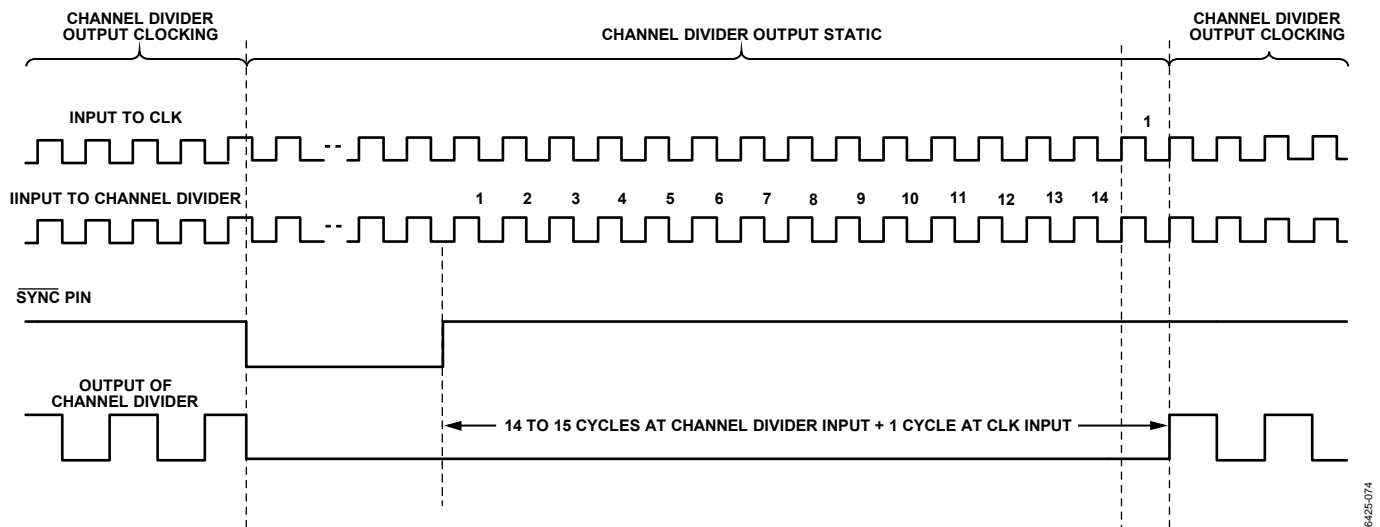 CHANNEL DIVIDER
OUTPUT CLOCKING
CHANNEL DIVIDER OUTPUT STATIC
CHANNEL DIVIDER
OUTPUT CLOCKING
INPUT TO CLK
1
IINPUT TO CHANNEL DIVIDER
1 2 3 4 5 6 7 8 9 10 11 12 13 14
SYNC PIN
OUTPUT OF
CHANNEL DIVIDER
14 TO 15 CYCLES AT CHANNEL DIVIDER INPUT + 1 CYCLE AT CLK INPUT
6425-074